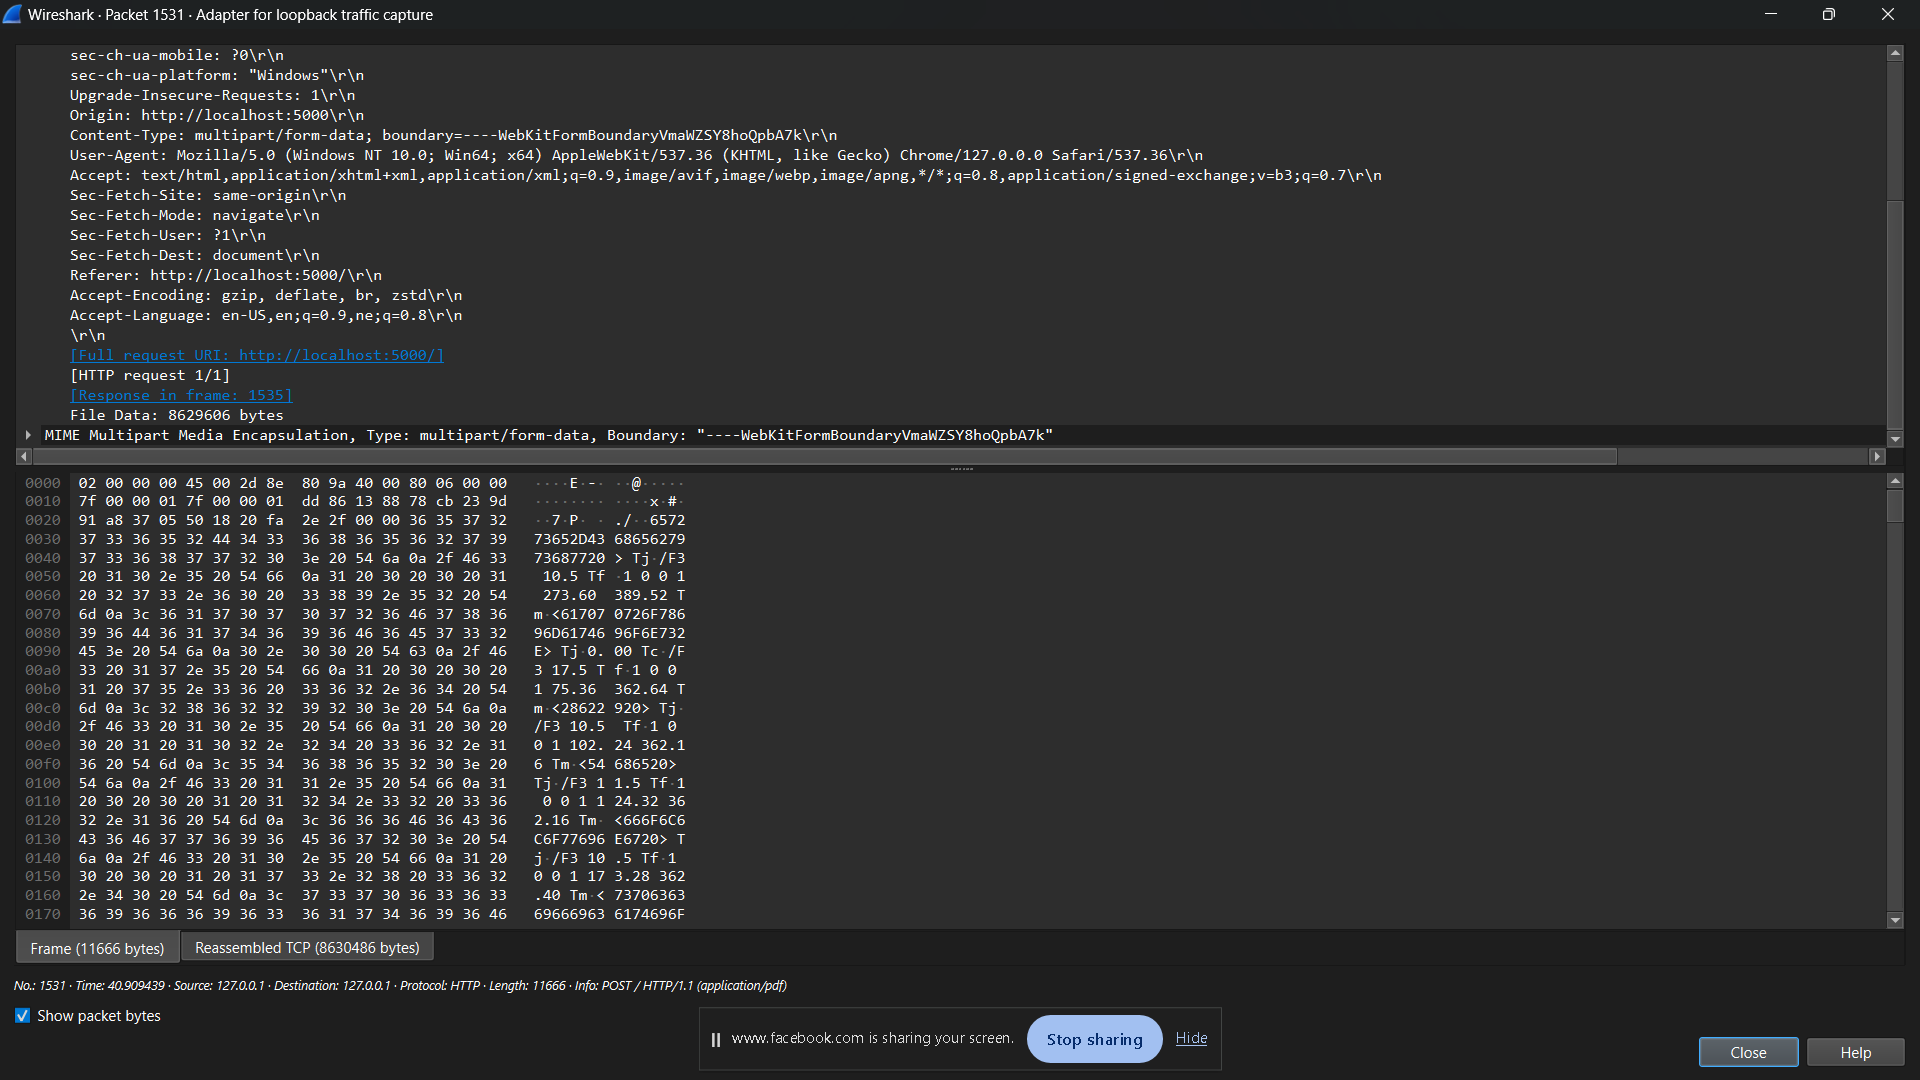 Wireshark · Packet 1531 · Adapter for loopback traffic capture
sec-ch-ua-mobile: ?0\r\n
sec-ch-ua-platform: "Windows"\r\n
Upgrade-Insecure-Requests: 1\r\n
Origin: http://localhost:5000\r\n
Content-Type: multipart/form-data; boundary=----WebKitFormBoundaryVmaWZSY8hoQpbA7k\r\n
User-Agent: Mozilla/5.0 (Windows NT 10.0; Win64; x64) AppleWebKit/537.36 (KHTML, like Gecko) Chrome/127.0.0.0 Safari/537.36\r\n
Accept: text/html,application/xhtml+xml,application/xml;q=0.9,image/avif,image/webp,image/apng,*/*;q=0.8,application/signed-exchange;v=b3;q=0.7\r\n
Sec-Fetch-Site: same-origin\r\n
Sec-Fetch-Mode: navigate\r\n
Sec-Fetch-User: ?1\r\n
Sec-Fetch-Dest: document\r\n
Referer: http://localhost:5000/\r\n
Accept-Encoding: gzip, deflate, br, zstd\r\n
Accept-Language: en-US,en;q=0.9,ne;q=0.8\r\n
\r\n
[Full request URI: http://localhost:5000/]
[HTTP request 1/1]
[Response in frame: 1535]
File Data: 8629606 bytes
MIME Multipart Media Encapsulation, Type: multipart/form-data, Boundary: "----WebKitFormBoundaryVmaWZSY8hoQpbA7k"
0000 02 00 00 00 45 00 2d 8e 80 9a 40 00 80 06 00 00 ····E·-· ··@·····
0010 7f 00 00 01 7f 00 00 01 dd 86 13 88 78 cb 23 9d ········ ····x·#·
0020 91 a8 37 05 50 18 20 fa 2e 2f 00 00 36 35 37 32 ··7·P· · ./··6572
0030 37 33 36 35 32 44 34 33 36 38 36 35 36 32 37 39 73652D43 68656279
0040 37 33 36 38 37 37 32 30 3e 20 54 6a 0a 2f 46 33 73687720 > Tj·/F3
0050 20 31 30 2e 35 20 54 66 0a 31 20 30 20 30 20 31 10.5 Tf ·1 0 0 1
0060 20 32 37 33 2e 36 30 20 33 38 39 2e 35 32 20 54 273.60 389.52 T
0070 6d 0a 3c 36 31 37 30 37 30 37 32 36 46 37 38 36 m·<61707 0726F786
0080 39 36 44 36 31 37 34 36 39 36 46 36 45 37 33 32 96D61746 96F6E732
0090 45 3e 20 54 6a 0a 30 2e 30 30 20 54 63 0a 2f 46 E> Tj·0. 00 Tc·/F
00a0 33 20 31 37 2e 35 20 54 66 0a 31 20 30 20 30 20 3 17.5 T f·1 0 0
00b0 31 20 37 35 2e 33 36 20 33 36 32 2e 36 34 20 54 1 75.36 362.64 T
00c0 6d 0a 3c 32 38 36 32 32 39 32 30 3e 20 54 6a 0a m·<28622 920> Tj·
00d0 2f 46 33 20 31 30 2e 35 20 54 66 0a 31 20 30 20 /F3 10.5 Tf·1 0
00e0 30 20 31 20 31 30 32 2e 32 34 20 33 36 32 2e 31 0 1 102. 24 362.1
00f0 36 20 54 6d 0a 3c 35 34 36 38 36 35 32 30 3e 20 6 Tm·<54 686520>
0100 54 6a 0a 2f 46 33 20 31 31 2e 35 20 54 66 0a 31 Tj·/F3 1 1.5 Tf·1
0110 20 30 20 30 20 31 20 31 32 34 2e 33 32 20 33 36 0 0 1 1 24.32 36
0120 32 2e 31 36 20 54 6d 0a 3c 36 36 36 46 36 43 36 2.16 Tm· <666F6C6
0130 43 36 46 37 37 36 39 36 45 36 37 32 30 3e 20 54 C6F77696 E6720> T
0140 6a 0a 2f 46 33 20 31 30 2e 35 20 54 66 0a 31 20 j·/F3 10 .5 Tf·1
0150 30 20 30 20 31 20 31 37 33 2e 32 38 20 33 36 32 0 0 1 17 3.28 362
0160 2e 34 30 20 54 6d 0a 3c 37 33 37 30 36 33 36 33 .40 Tm·< 73706363
0170 36 39 36 36 36 39 36 33 36 31 37 34 36 39 36 46 69666963 6174696F
Frame (11666 bytes) Reassembled TCP (8630486 bytes)
No.: 1531 · Time: 40.909439 · Source: 127.0.0.1 · Destination: 127.0.0.1 · Protocol: HTTP · Length: 11666 · Info: POST / HTTP/1.1 (application/pdf)
Show packet bytes
www.facebook.com is sharing your screen. Stop sharing Hide
Close Help